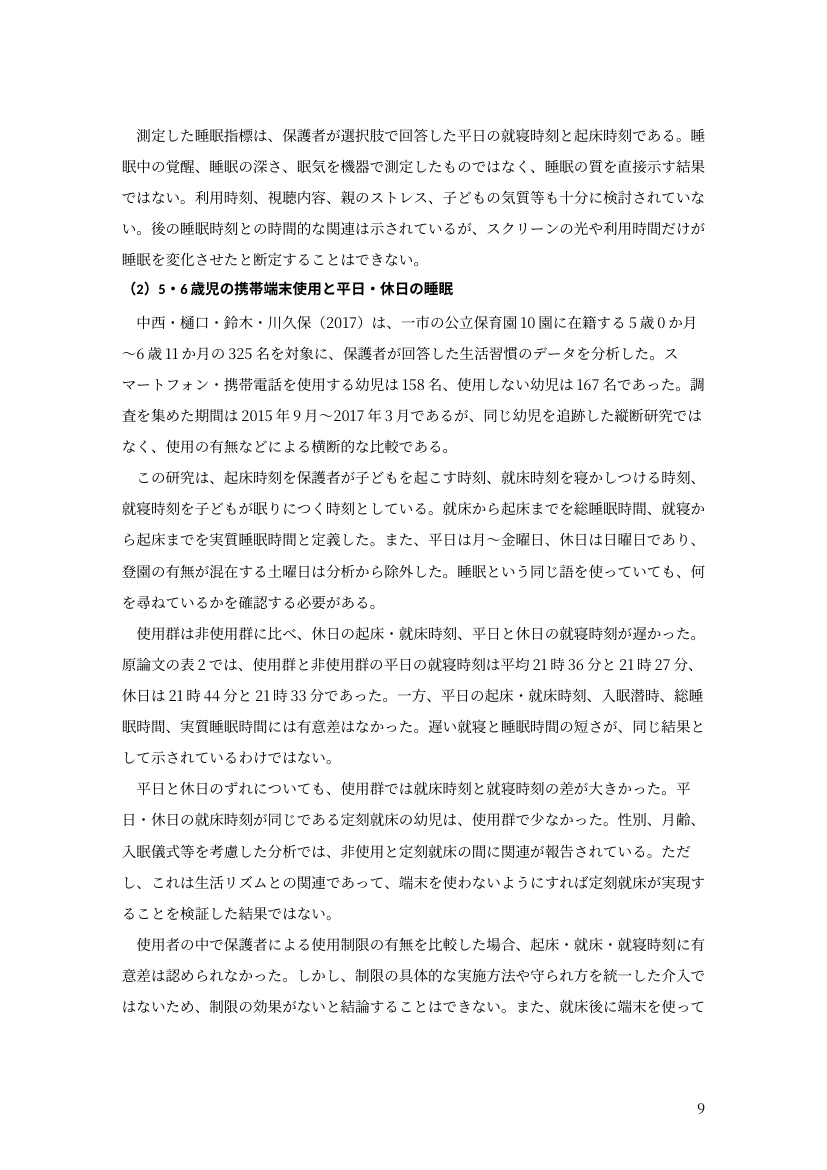 測定した睡眠指標は、保護者が選択肢で回答した平日の就寝時刻と起床時刻である。睡
眠中の覚醒、睡眠の深さ、眠気を機器で測定したものではなく、睡眠の質を直接示す結果
ではない。利用時刻、視聴内容、親のストレス、子どもの気質等も十分に検討されていな
い。後の睡眠時刻との時間的な関連は示されているが、スクリーンの光や利用時間だけが
睡眠を変化させたと断定することはできない。
（2）5・6 歳児の携帯端末使用と平日・休日の睡眠
中西・樋口・鈴木・川久保（2017）は、一市の公立保育園 10 園に在籍する 5 歳 0 か月
～6 歳 11 か月の 325 名を対象に、保護者が回答した生活習慣のデータを分析した。ス
マートフォン・携帯電話を使用する幼児は 158 名、使用しない幼児は 167 名であった。調
査を集めた期間は 2015 年 9 月～2017 年 3 月であるが、同じ幼児を追跡した縦断研究では
なく、使用の有無などによる横断的な比較である。
この研究は、起床時刻を保護者が子どもを起こす時刻、就床時刻を寝かしつける時刻、
就寝時刻を子どもが眠りにつく時刻としている。就床から起床までを総睡眠時間、就寝か
ら起床までを実質睡眠時間と定義した。また、平日は月～金曜日、休日は日曜日であり、
登園の有無が混在する土曜日は分析から除外した。睡眠という同じ語を使っていても、何
を尋ねているかを確認する必要がある。
使用群は非使用群に比べ、休日の起床・就床時刻、平日と休日の就寝時刻が遅かった。
原論文の表 2 では、使用群と非使用群の平日の就寝時刻は平均 21 時 36 分と 21 時 27 分、
休日は 21 時 44 分と 21 時 33 分であった。一方、平日の起床・就床時刻、入眠潜時、総睡
眠時間、実質睡眠時間には有意差はなかった。遅い就寝と睡眠時間の短さが、同じ結果と
して示されているわけではない。
平日と休日のずれについても、使用群では就床時刻と就寝時刻の差が大きかった。平
日・休日の就床時刻が同じである定刻就床の幼児は、使用群で少なかった。性別、月齢、
入眠儀式等を考慮した分析では、非使用と定刻就床の間に関連が報告されている。ただ
し、これは生活リズムとの関連であって、端末を使わないようにすれば定刻就床が実現す
ることを検証した結果ではない。
使用者の中で保護者による使用制限の有無を比較した場合、起床・就床・就寝時刻に有
意差は認められなかった。しかし、制限の具体的な実施方法や守られ方を統一した介入で
はないため、制限の効果がないと結論することはできない。また、就床後に端末を使って
9